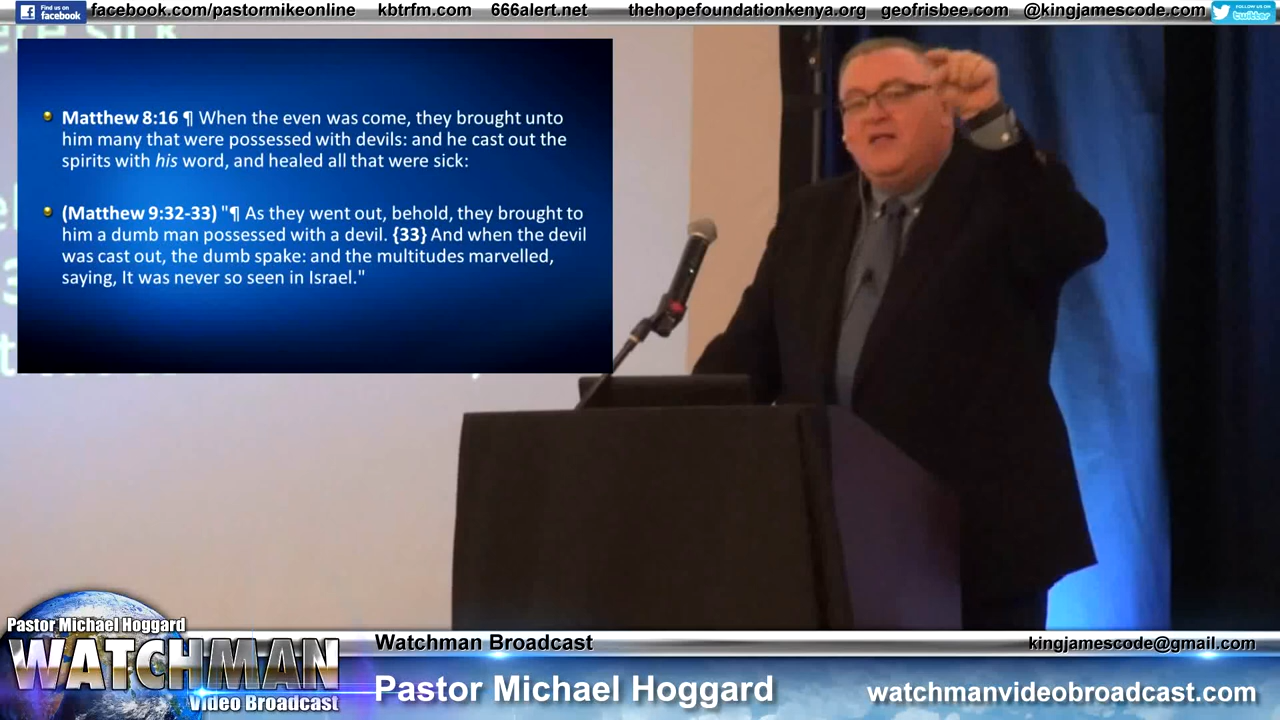 Find us on
facebook
facebook.com/pastormikeonline kbtrfm.com 666alert.net thehopefoundationkenya.org geofrisbee.com @kingjamescode.com
FOLLOW US ON
twitter
ere sick
Matthew 8:16 ¶ When the even was come, they brought unto
him many that were possessed with devils: and he cast out the
spirits with his word, and healed all that were sick:
(Matthew 9:32-33) "¶ As they went out, behold, they brought to
him a dumb man possessed with a devil. {33} And when the devil
was cast out, the dumb spake: and the multitudes marvelled,
saying, It was never so seen in Israel."
Pastor Michael Hoggard
WATCHMAN
Video Broadcast
Watchman Broadcast
kingjamescode@gmail.com
Pastor Michael Hoggard
watchmanvideobroadcast.com